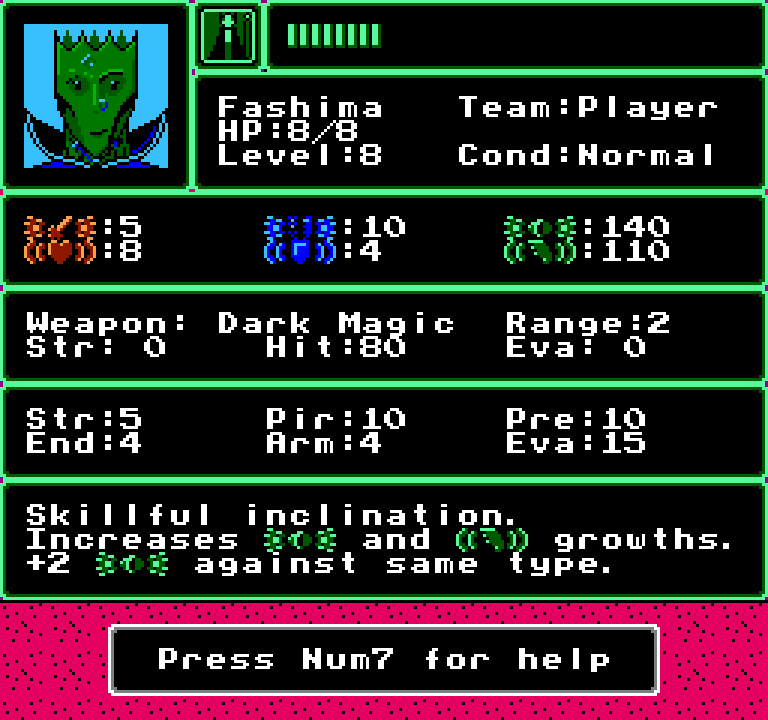 Fashima Team:Player
HP:8/8
Level:8 Cond:Normal
:5 :10 :140
:8 :4 :110
Weapon: Dark Magic Range:2
Str: 0 Hit:80 Eva: 0
Str:5 Pir:10 Pre:10
End:4 Arm:4 Eva:15
Skillful inclination.
Increases and growths.
+2 against same type.
Press Num7 for help